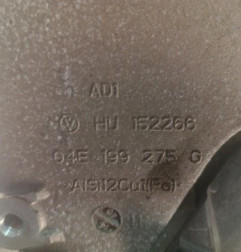 AD1
HU 152266
04E 199 275 G
AlSi12Cu1(Fe)